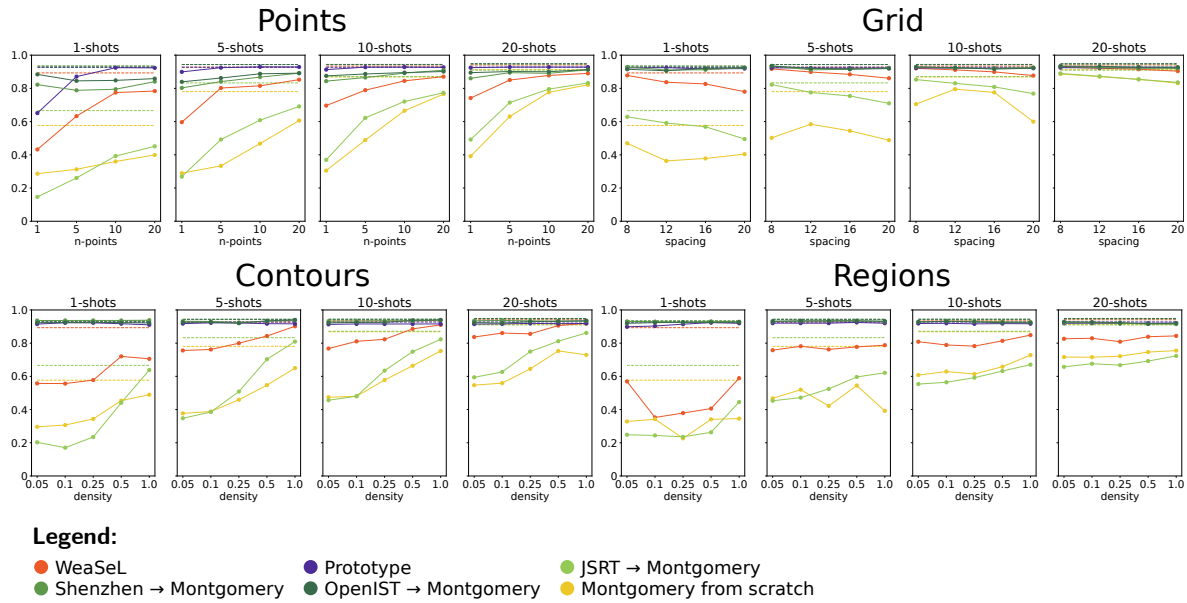 Points Grid
1-shots 5-shots 10-shots 20-shots 1-shots 5-shots 10-shots 20-shots
1.0
0.8
0.6
0.4
0.2
0
1 5 10 20 1 5 10 20 1 5 10 20 1 5 10 20 8 12 16 20 8 12 16 20 8 12 16 20 8 12 16 20
n-points n-points n-points n-points spacing spacing spacing spacing
Contours Regions
1-shots 5-shots 10-shots 20-shots 1-shots 5-shots 10-shots 20-shots
1.0
0.8
0.6
0.4
0.2
0
0.05 0.1 0.25 0.5 1.0 0.05 0.1 0.25 0.5 1.0 0.05 0.1 0.25 0.5 1.0 0.05 0.1 0.25 0.5 1.0 0.05 0.1 0.25 0.5 1.0 0.05 0.1 0.25 0.5 1.0 0.05 0.1 0.25 0.5 1.0 0.05 0.1 0.25 0.5 1.0
density density density density density density density density
Legend:
WeaSeL Prototype JSRT → Montgomery
Shenzhen → Montgomery OpenIST → Montgomery Montgomery from scratch